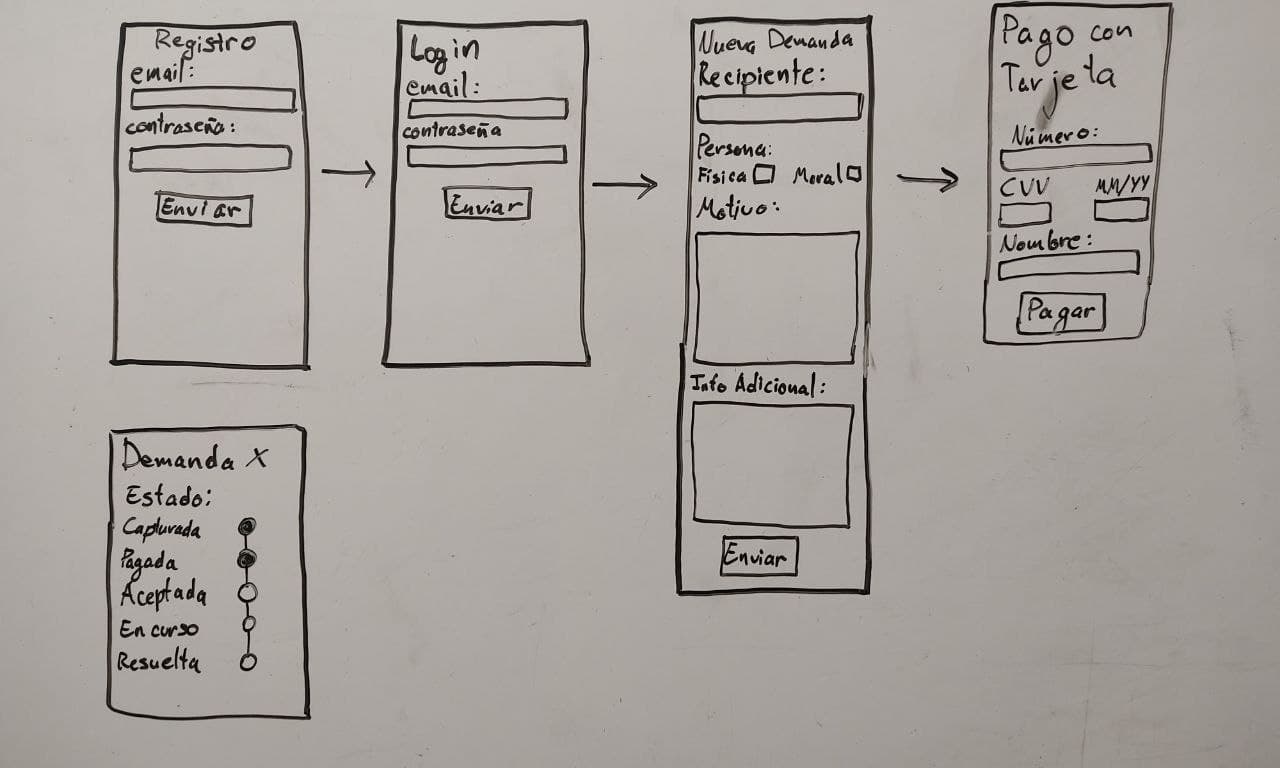 Registro
email:
contraseña:
Enviar
Login
email:
contraseña
Enviar
Nueva Demanda
Recipiente:
Persona:
Física Moral
Motivo:
Info Adicional:
Enviar
Pago con
Tarjeta
Número:
CVV MM/YY
Nombre:
Pagar
Demanda X
Estado:
Capturada
Pagada
Aceptada
En curso
Resuelta